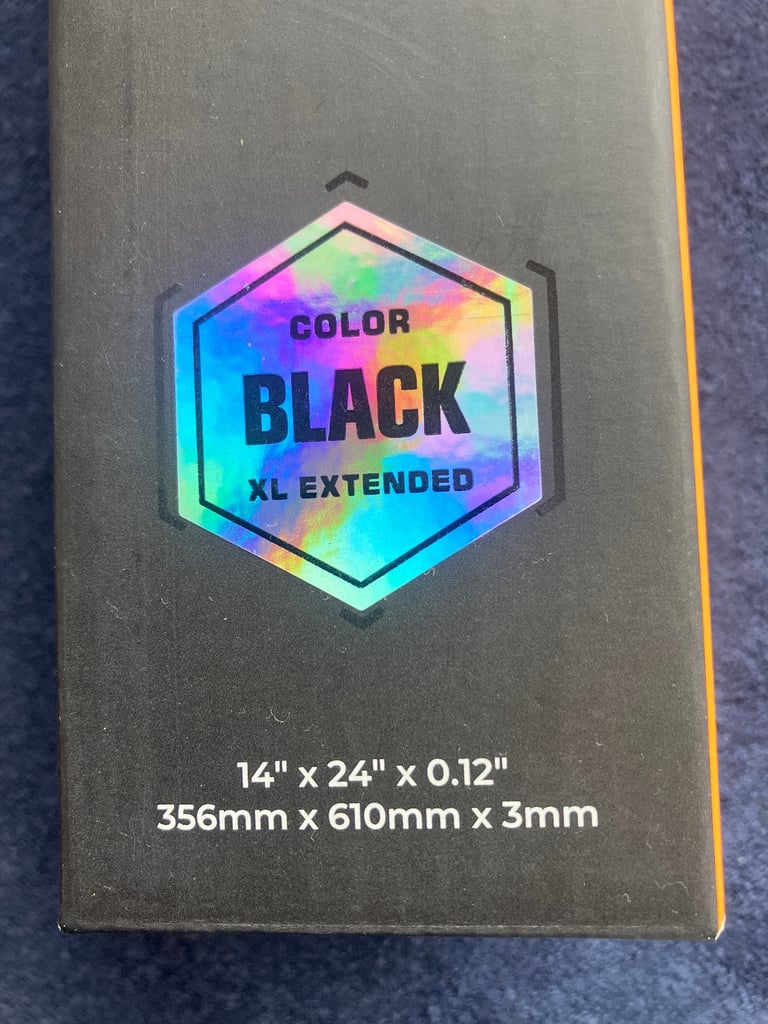 COLOR
BLACK
XL EXTENDED
14" x 24" x 0.12"
356mm x 610mm x 3mm